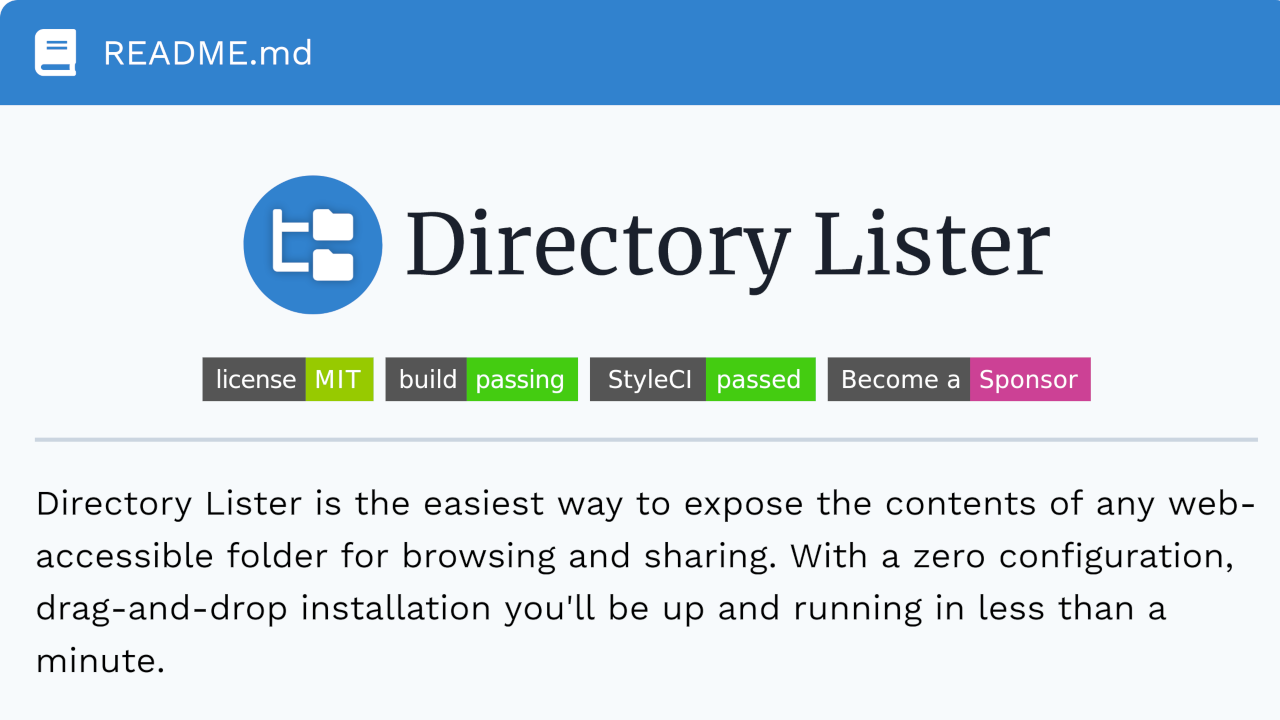 README.md
Directory Lister
license MIT build passing StyleCI passed Become a Sponsor
Directory Lister is the easiest way to expose the contents of any web-
accessible folder for browsing and sharing. With a zero configuration,
drag-and-drop installation you'll be up and running in less than a
minute.